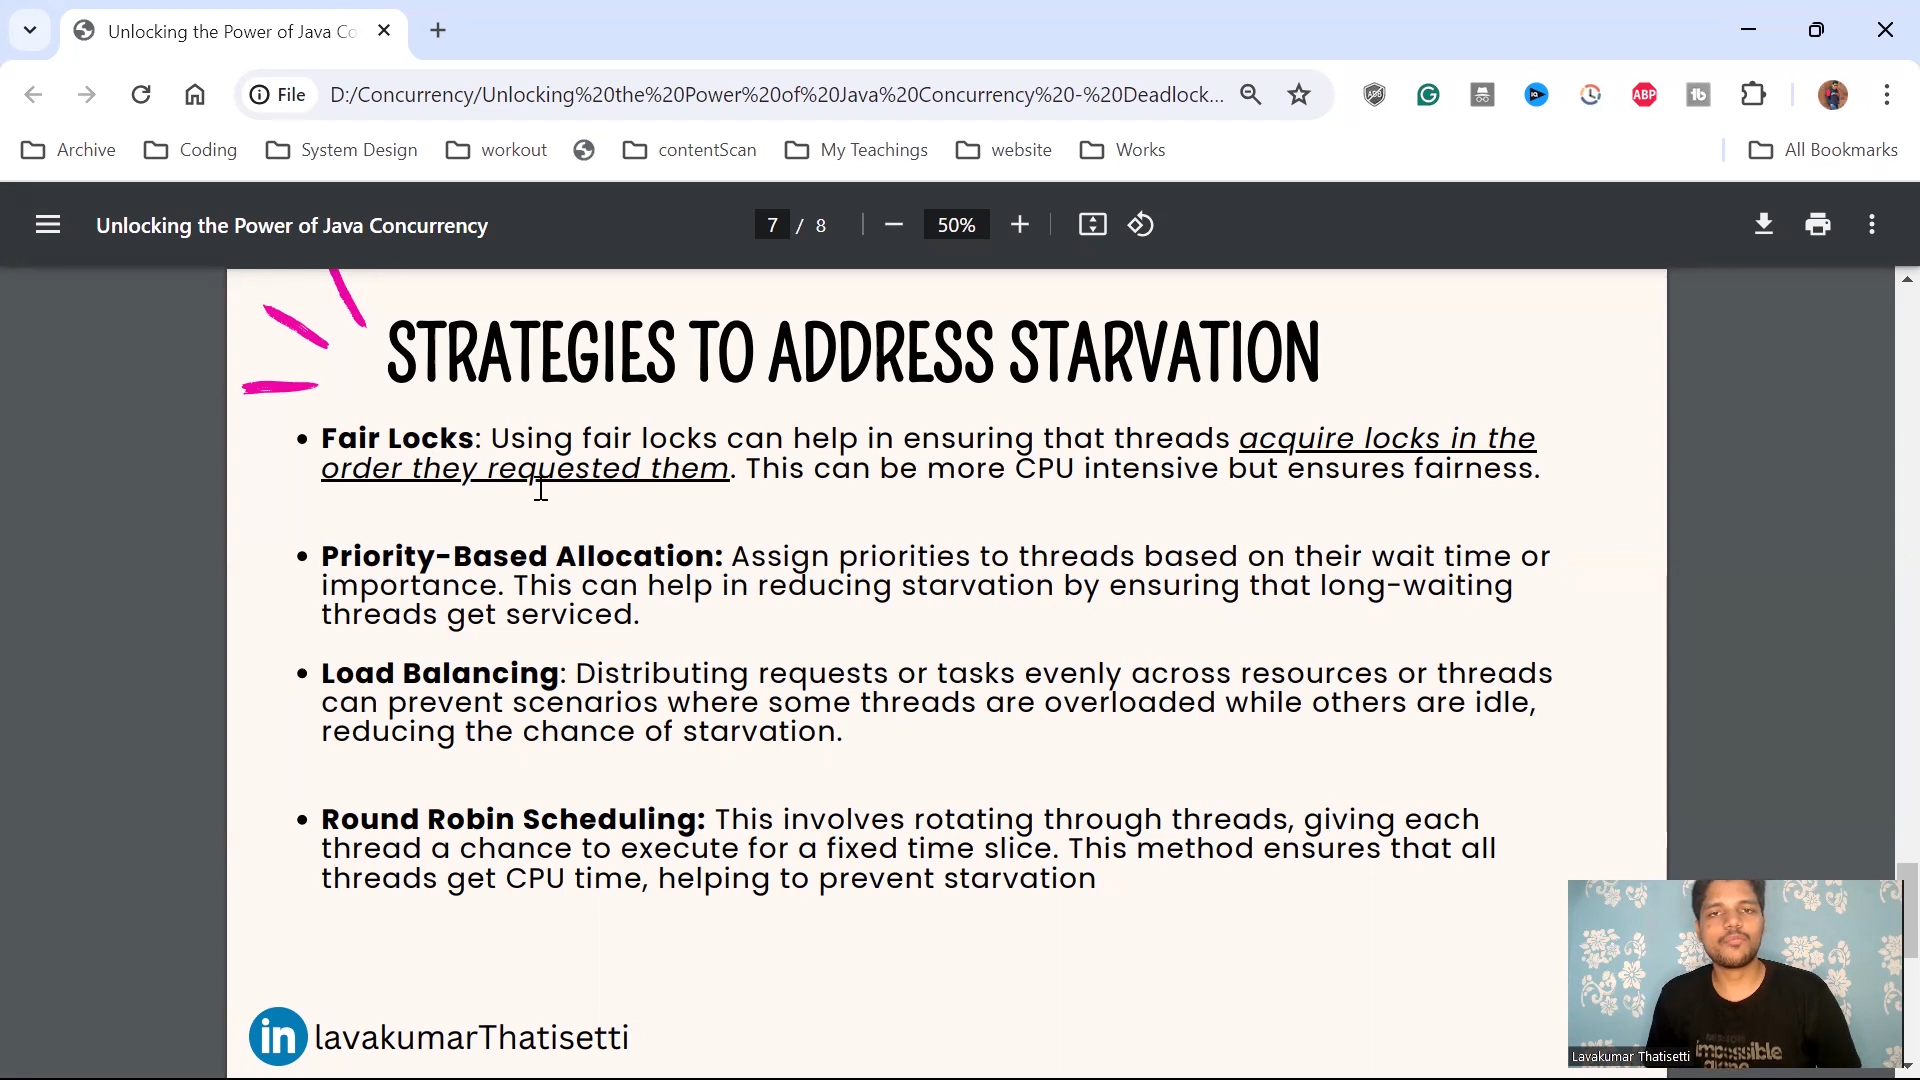 Unlocking the Power of Java Co
File
D:/Concurrency/Unlocking%20the%20Power%20of%20Java%20Concurrency%20-%20Deadlock...
ABP
Archive
Coding
System Design
workout
contentScan
My Teachings
website
Works
All Bookmarks
Unlocking the Power of Java Concurrency
7 / 8
50%
STRATEGIES TO ADDRESS STARVATION
• Fair Locks: Using fair locks can help in ensuring that threads acquire locks in the
order they requested them. This can be more CPU intensive but ensures fairness.
• Priority-Based Allocation: Assign priorities to threads based on their wait time or
importance. This can help in reducing starvation by ensuring that long-waiting
threads get serviced.
• Load Balancing: Distributing requests or tasks evenly across resources or threads
can prevent scenarios where some threads are overloaded while others are idle,
reducing the chance of starvation.
• Round Robin Scheduling: This involves rotating through threads, giving each
thread a chance to execute for a fixed time slice. This method ensures that all
threads get CPU time, helping to prevent starvation
in lavakumarThatisetti
impossible
Lavakumar Thatisetti